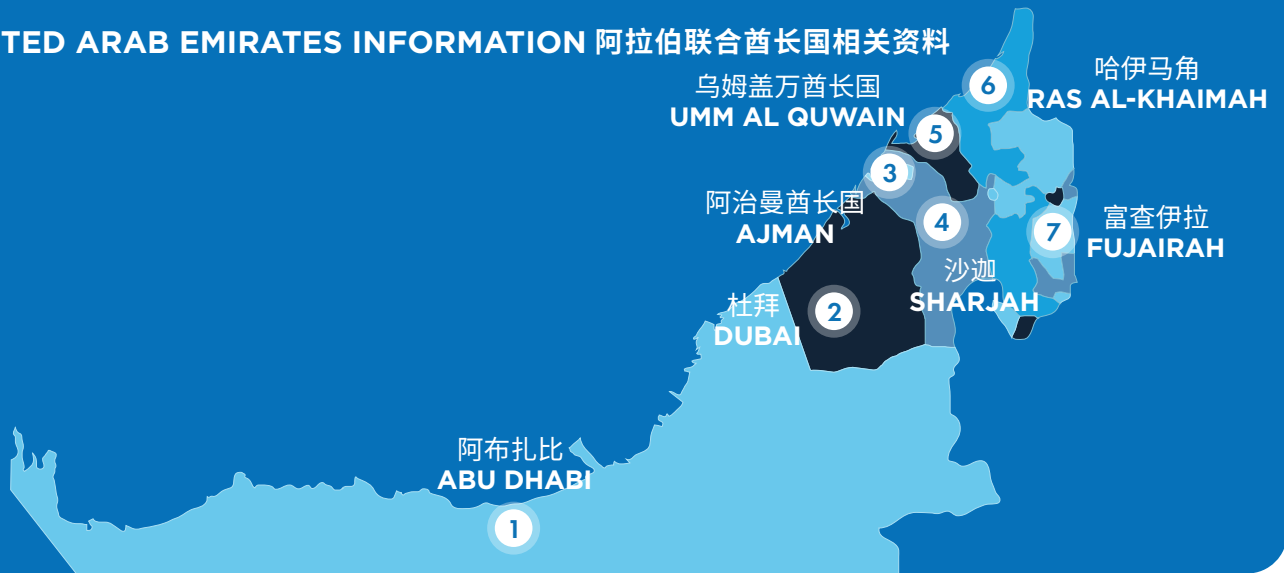 TED ARAB EMIRATES INFORMATION 阿拉伯联合酋长国相关资料
哈伊马角
RAS AL-KHAIMAH
6
乌姆盖万酋长国
UMM AL QUWAIN
5
3
阿治曼酋长国
AJMAN
4
7
富查伊拉
FUJAIRAH
沙迦
SHARJAH
杜拜
DUBAI
2
阿布扎比
ABU DHABI
1